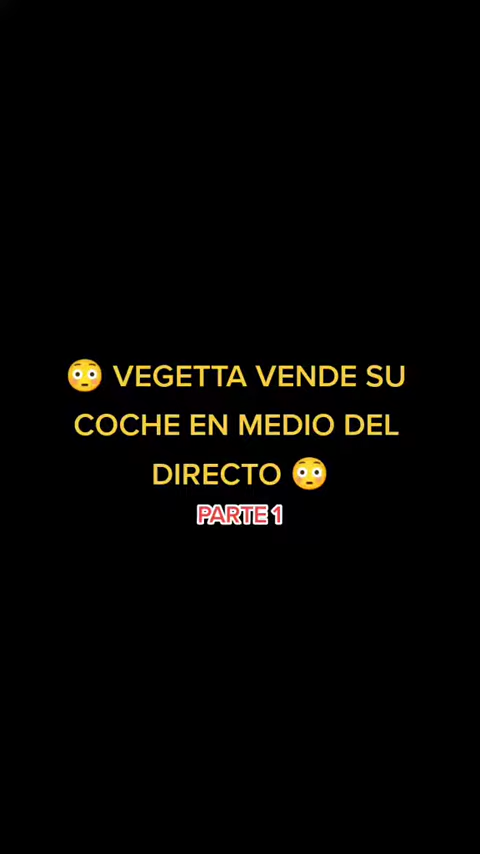 😳 VEGETTA VENDE SU
COCHE EN MEDIO DEL
DIRECTO 😳
PARTE 1